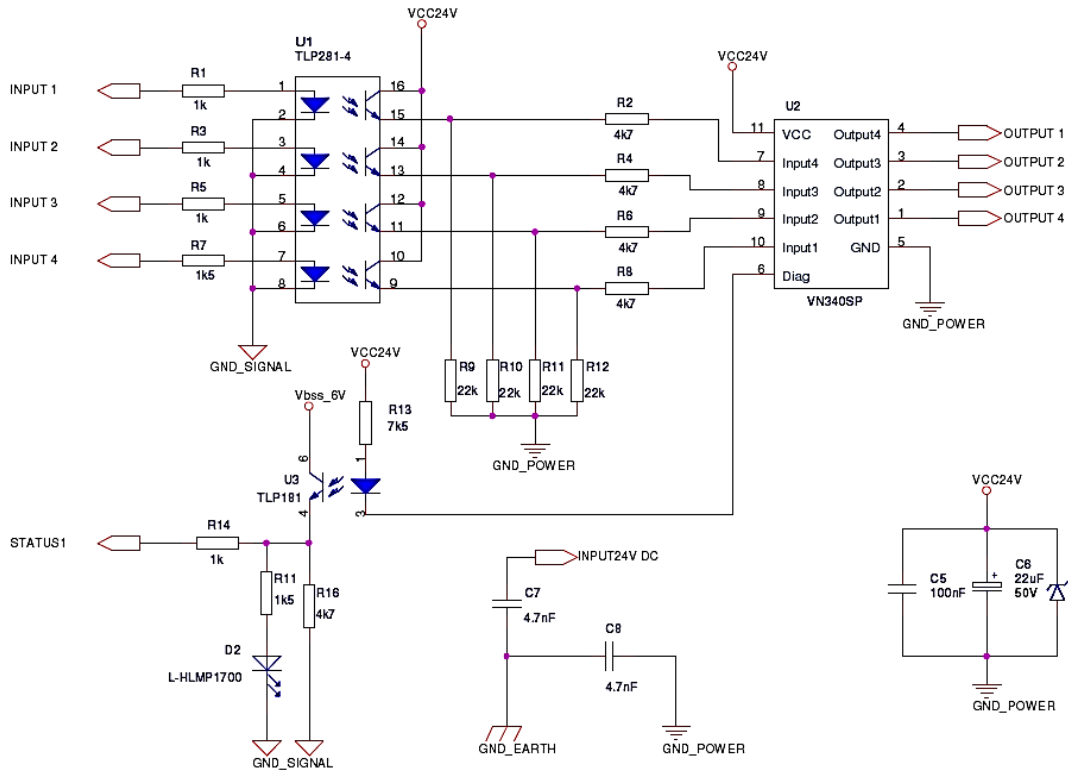 VCC24V
U1
TLP281-4
INPUT 1
R1
1k
1
16
2
15
INPUT 2
R3
1k
3
14
4
13
INPUT 3
R5
1k
5
12
6
11
INPUT 4
R7
1k5
7
10
8
9
GND_SIGNAL
R2
4k7
R4
4k7
R6
4k7
R8
4k7
VCC24V
U2
11 VCC Output4 4 OUTPUT 1
7 Input4 Output3 3 OUTPUT 2
8 Input3 Output2 2 OUTPUT 3
9 Input2 Output1 1 OUTPUT 4
10 Input1 GND 5
6 Diag
VN340SP
GND_POWER
R9
22k
R10
22k
R11
22k
R12
22k
GND_POWER
VCC24V
R13
7k5
Vbss_6V
6
1
U3
TLP181
4
3
STATUS1
R14
1k
R11
1k5
R16
4k7
D2
L-HLMP1700
GND_SIGNAL
INPUT24V DC
C7
4.7nF
C8
4.7nF
GND_EARTH
GND_POWER
VCC24V
C5
100nF
+
C6
22uF
50V
GND_POWER